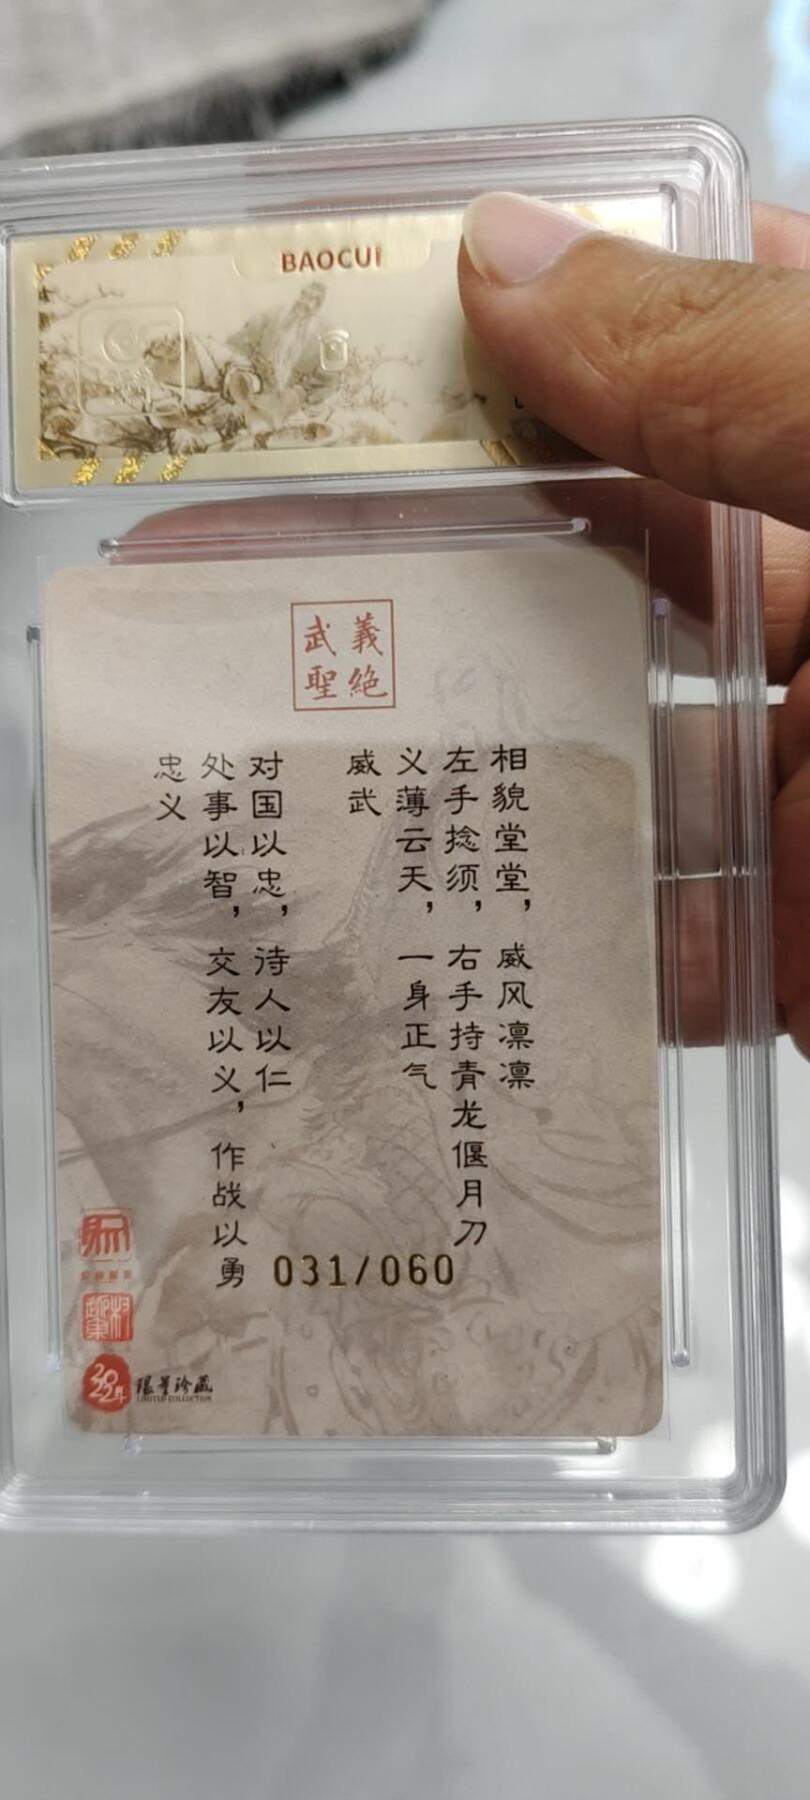 BAOCUI
義絶
武聖
相貌堂堂，威风凛凛
左手捻须，右手持青龙偃月刀
义薄云天，一身正气
威武
对国以忠，待人以仁
处事以智，交友以义，作战以勇
忠义
031/060
限量珍藏
LIMITED COLLECTION